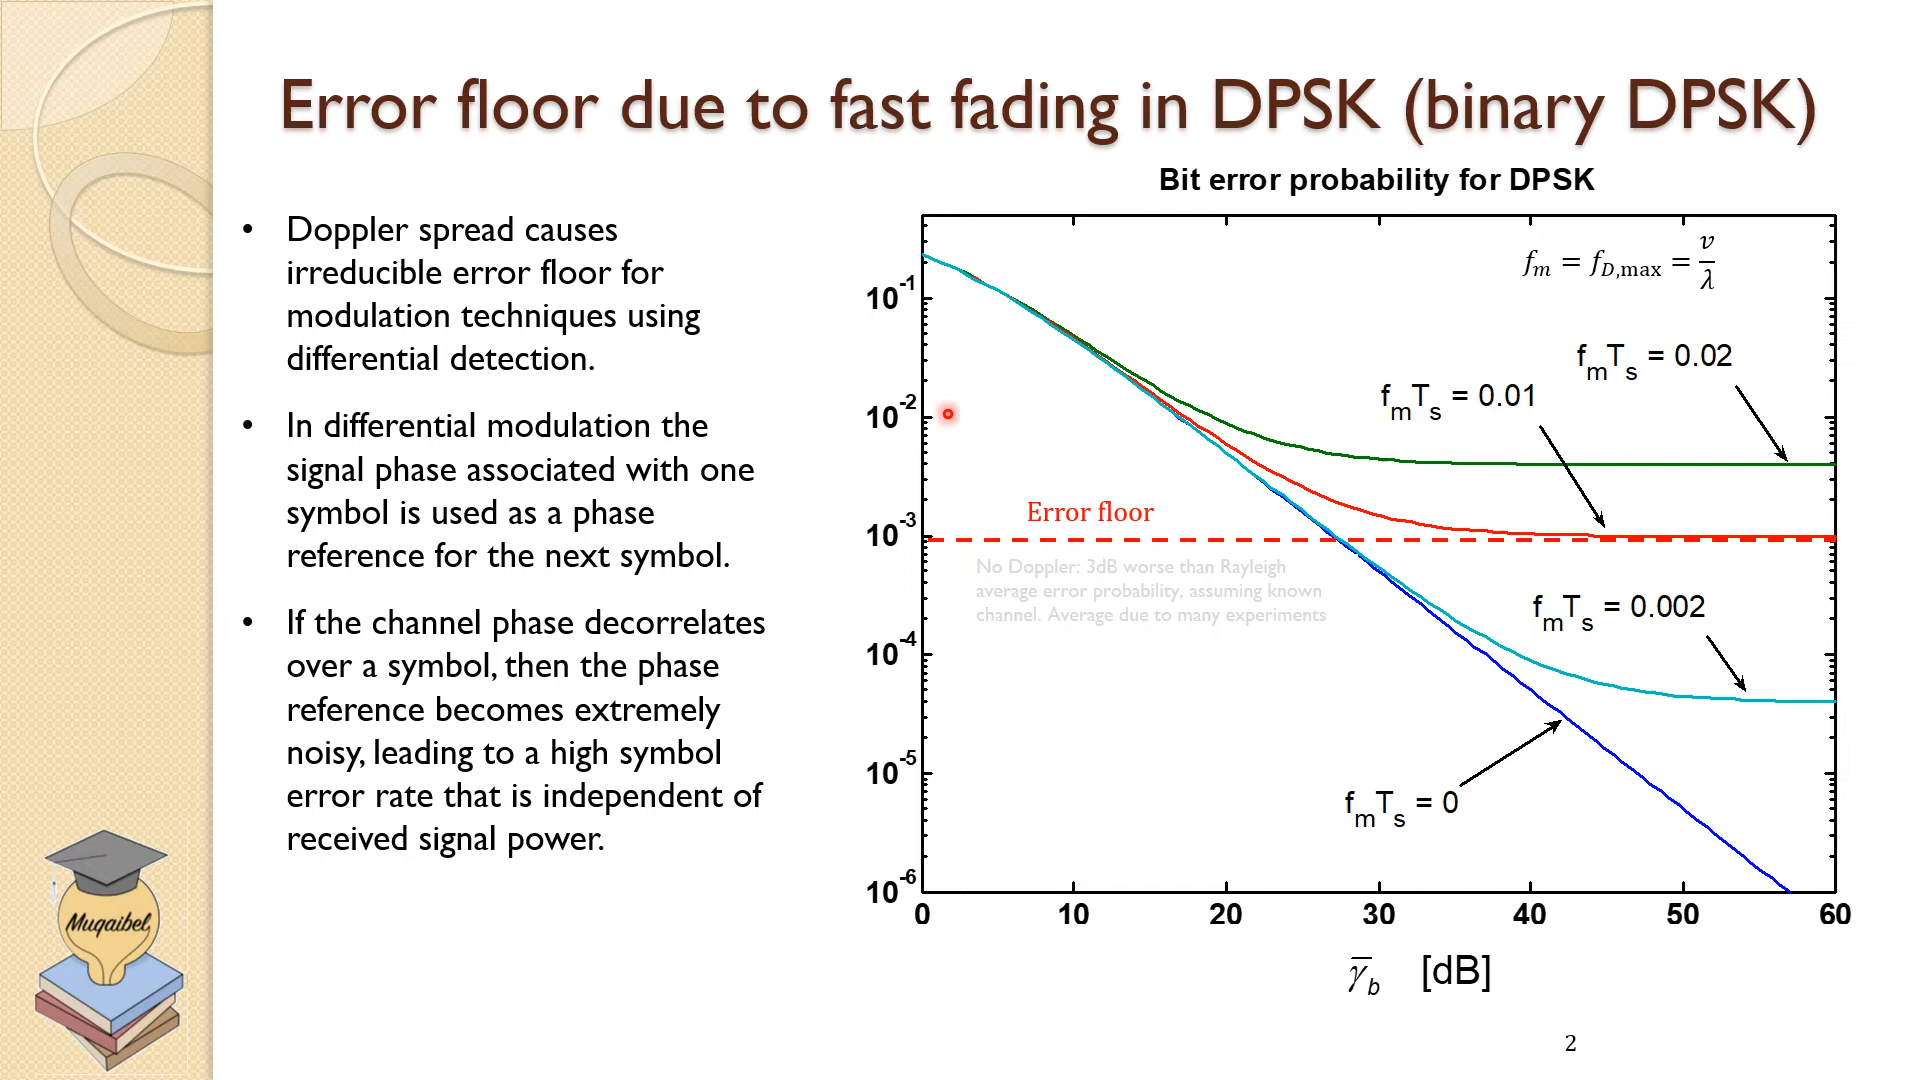 Error floor due to fast fading in DPSK (binary DPSK)
• Doppler spread causes
irreducible error floor for
modulation techniques using
differential detection.
• In differential modulation the
signal phase associated with one
symbol is used as a phase
reference for the next symbol.
• If the channel phase decorrelates
over a symbol, then the phase
reference becomes extremely
noisy, leading to a high symbol
error rate that is independent of
received signal power.
Muqaibel
Bit error probability for DPSK
f_m = f_{D,max} = v/λ
f_mT_s = 0.02
f_mT_s = 0.01
Error floor
No Doppler: 3dB worse than Rayleigh
average error probability, assuming known
channel. Average due to many experiments
f_mT_s = 0.002
f_mT_s = 0
10^-1
10^-2
10^-3
10^-4
10^-5
10^-6
0 10 20 30 40 50 60
γ̅_b [dB]
2